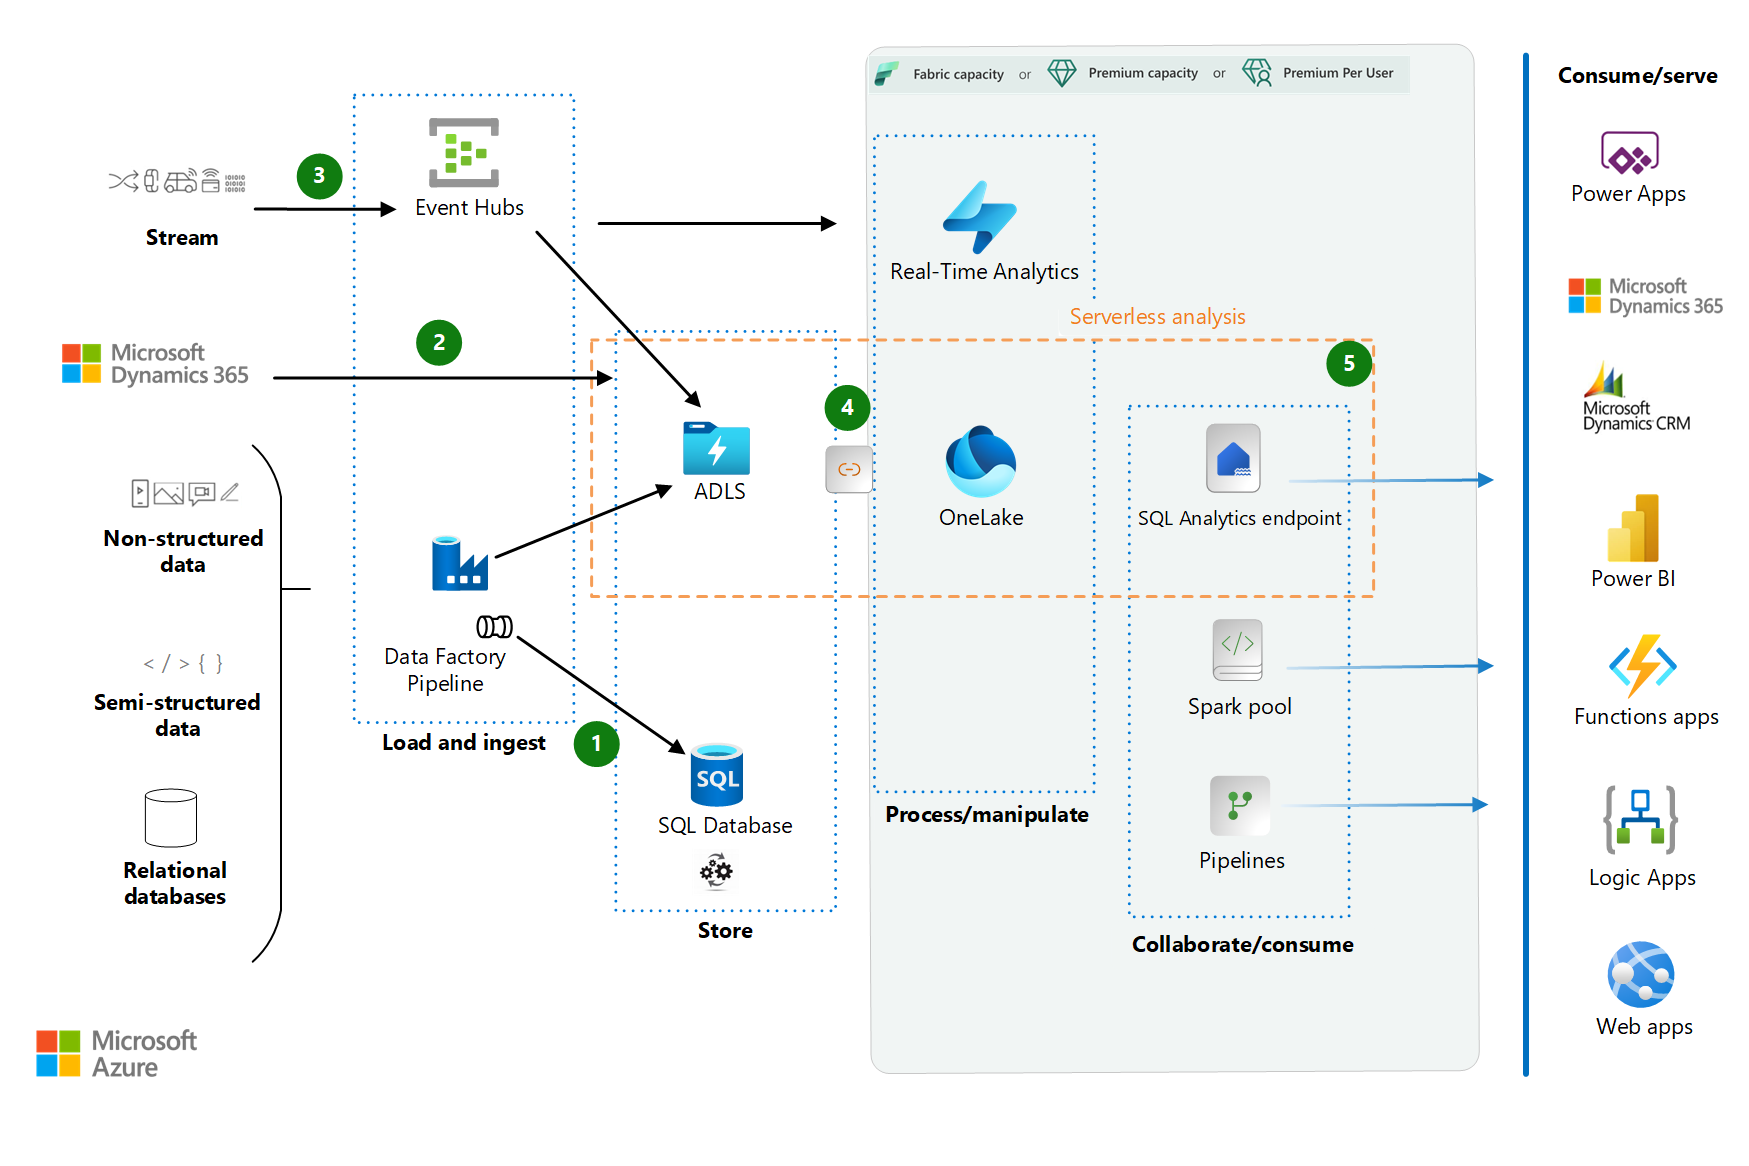 Fabric capacity or Premium capacity or Premium Per User
Consume/serve
3
Event Hubs
Stream
Real-Time Analytics
Power Apps
Serverless analysis
Microsoft
Dynamics 365
2
Microsoft
Dynamics 365
5
4
Microsoft
Dynamics CRM
ADLS
OneLake
SQL Analytics endpoint
Non-structured
data
Power BI
Data Factory
Pipeline
</>
< / > { }
Semi-structured
data
Spark pool
Functions apps
Load and ingest
1
SQL
SQL Database
Process/manipulate
Relational
databases
Pipelines
Logic Apps
Store
Collaborate/consume
Web apps
Microsoft
Azure